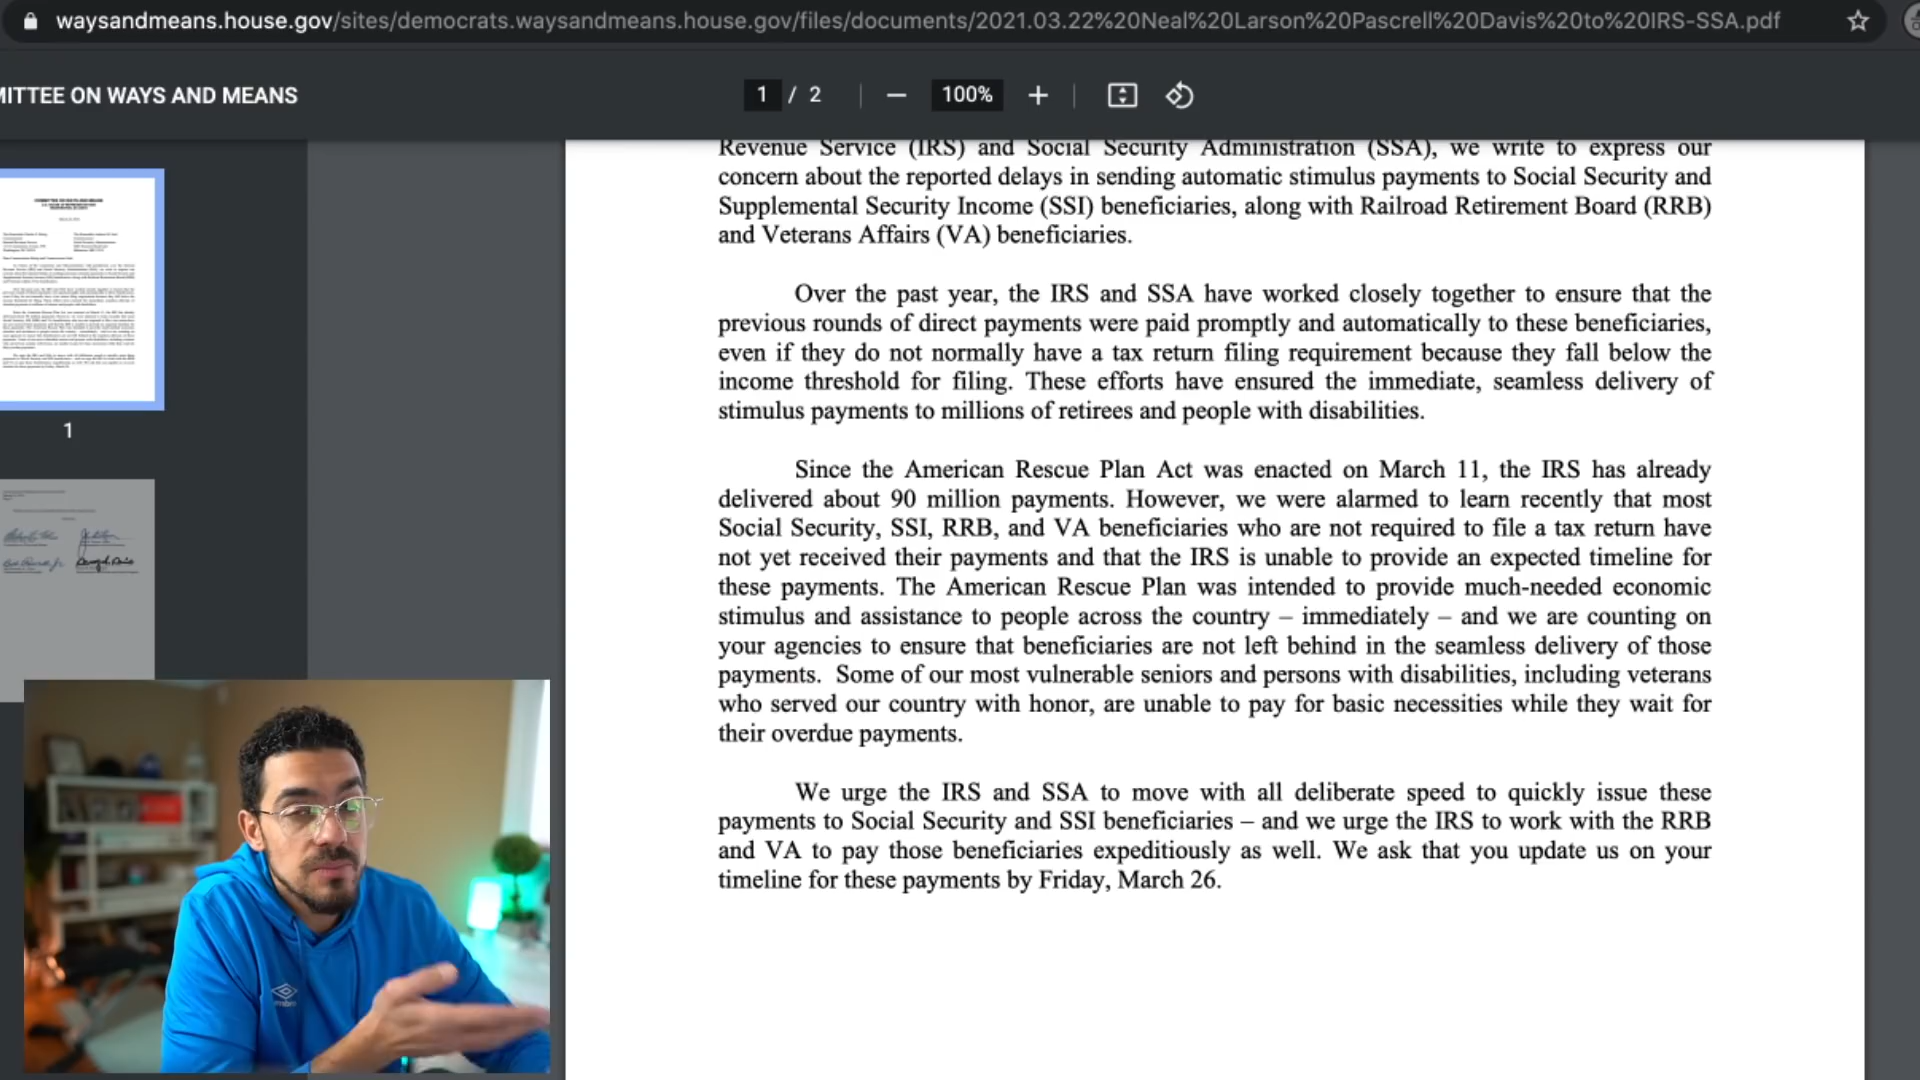 waysandmeans.house.gov/sites/democrats.waysandmeans.house.gov/files/documents/2021.03.22%20Neal%20Larson%20Pascrell%20Davis%20to%20IRS-SSA.pdf
MITTEE ON WAYS AND MEANS
1 / 2
100%
Revenue Service (IRS) and Social Security Administration (SSA), we write to express our
concern about the reported delays in sending automatic stimulus payments to Social Security and
Supplemental Security Income (SSI) beneficiaries, along with Railroad Retirement Board (RRB)
and Veterans Affairs (VA) beneficiaries.
Over the past year, the IRS and SSA have worked closely together to ensure that the
previous rounds of direct payments were paid promptly and automatically to these beneficiaries,
even if they do not normally have a tax return filing requirement because they fall below the
income threshold for filing. These efforts have ensured the immediate, seamless delivery of
stimulus payments to millions of retirees and people with disabilities.
Since the American Rescue Plan Act was enacted on March 11, the IRS has already
delivered about 90 million payments. However, we were alarmed to learn recently that most
Social Security, SSI, RRB, and VA beneficiaries who are not required to file a tax return have
not yet received their payments and that the IRS is unable to provide an expected timeline for
these payments. The American Rescue Plan was intended to provide much-needed economic
stimulus and assistance to people across the country – immediately – and we are counting on
your agencies to ensure that beneficiaries are not left behind in the seamless delivery of those
payments. Some of our most vulnerable seniors and persons with disabilities, including veterans
who served our country with honor, are unable to pay for basic necessities while they wait for
their overdue payments.
We urge the IRS and SSA to move with all deliberate speed to quickly issue these
payments to Social Security and SSI beneficiaries – and we urge the IRS to work with the RRB
and VA to pay those beneficiaries expeditiously as well. We ask that you update us on your
timeline for these payments by Friday, March 26.
1